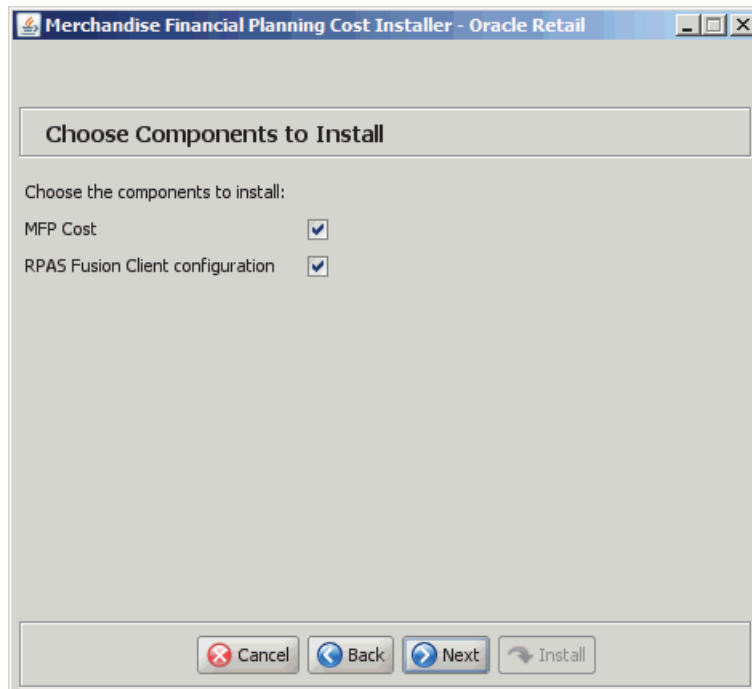 Merchandise Financial Planning Cost Installer - Oracle Retail
Choose Components to Install
Choose the components to install:
MFP Cost
RPAS Fusion Client configuration
Cancel Back Next Install